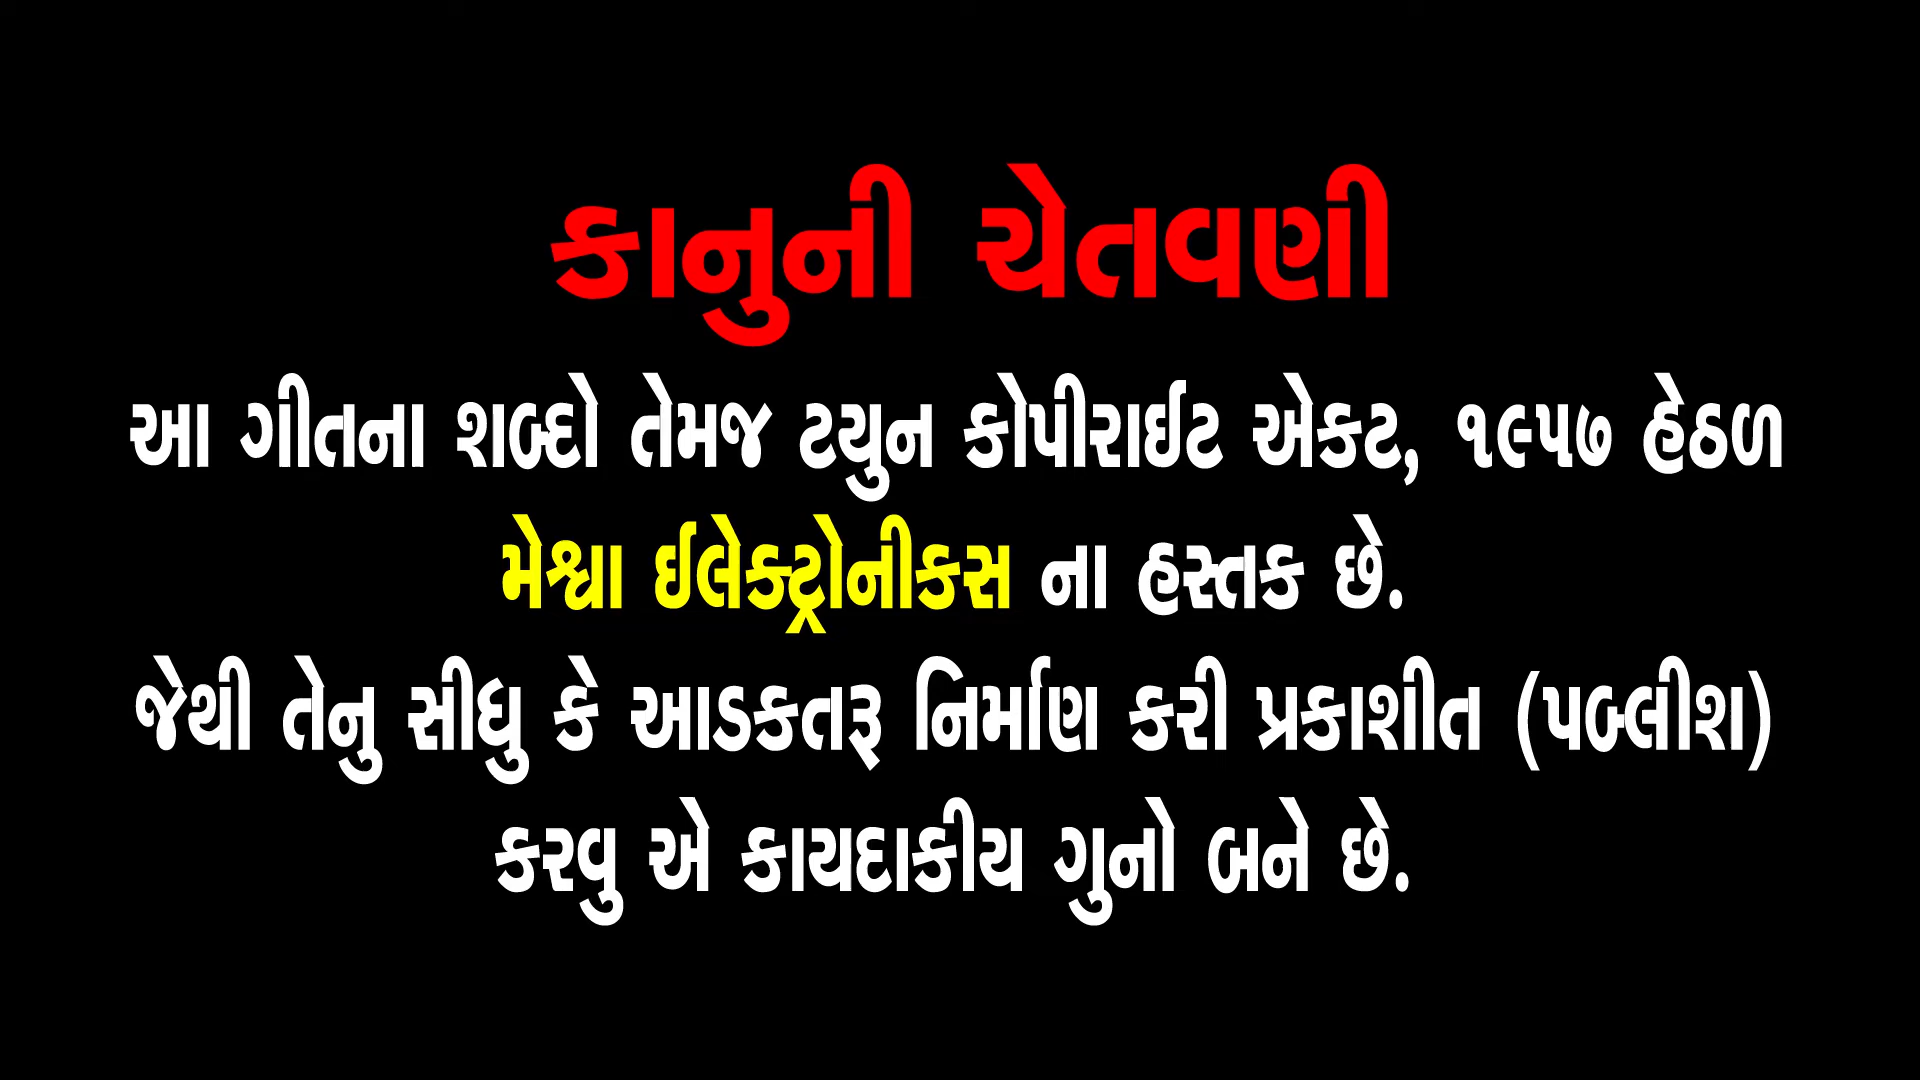 કાનુની ચેતવણી
આ ગીતના શબ્દો તેમજ ટયુન કોપીરાઈટ એકટ, ૧૯૫૭ હેઠળ
મેશ્વા ઈલેક્ટ્રોનીકસ ના હસ્તક છે.
જેથી તેનુ સીધુ કે આડકતરૂ નિર્માણ કરી પ્રકાશીત (પબ્લીશ)
કરવુ એ કાયદાકીય ગુનો બને છે.